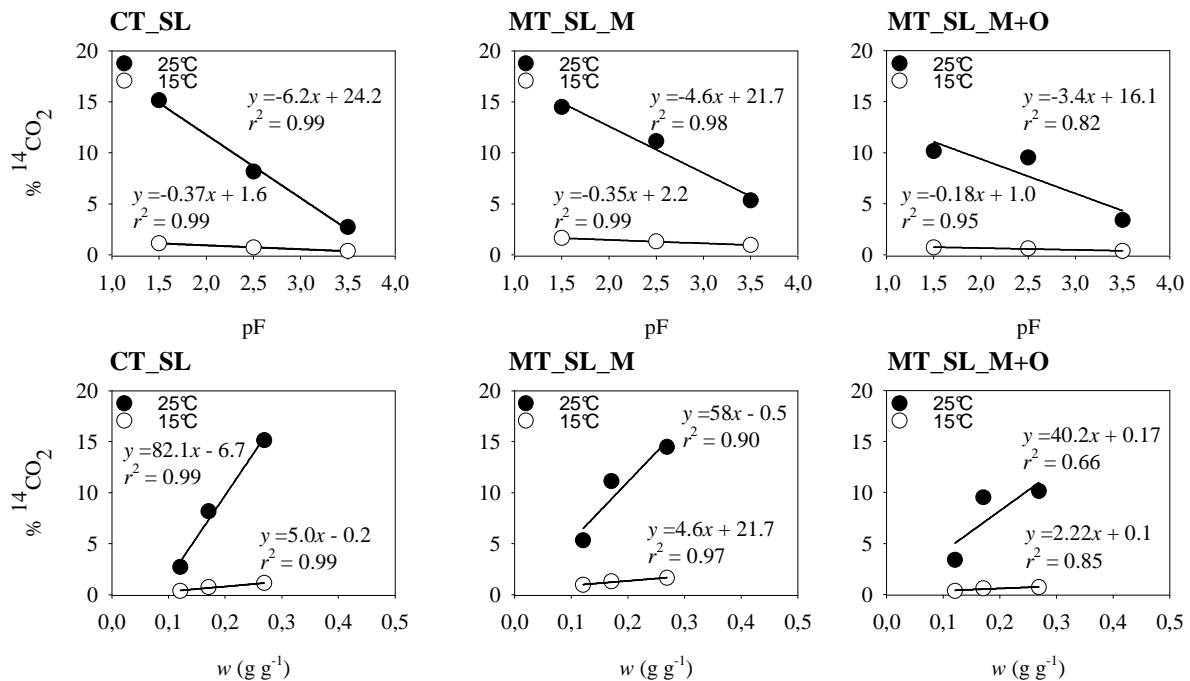 CT_SL
20
15
10
5
0
% ¹⁴CO₂
25℃
15℃
y=-6.2x + 24.2
r² = 0.99
y=-0.37x + 1.6
r² = 0.99
1,0 1,5 2,0 2,5 3,0 3,5 4,0
pF
MT_SL_M
20
15
10
5
0
25℃
15℃
y=-4.6x + 21.7
r² = 0.98
y=-0.35x + 2.2
r² = 0.99
1,0 1,5 2,0 2,5 3,0 3,5 4,0
pF
MT_SL_M+O
20
15
10
5
0
25℃
15℃
y=-3.4x + 16.1
r² = 0.82
y=-0.18x + 1.0
r² = 0.95
1,0 1,5 2,0 2,5 3,0 3,5 4,0
pF
CT_SL
20
15
10
5
0
% ¹⁴CO₂
25℃
15℃
y=82.1x - 6.7
r² = 0.99
y=5.0x - 0.2
r² = 0.99
0,0 0,1 0,2 0,3 0,4 0,5
w (g g⁻¹)
MT_SL_M
20
15
10
5
0
25℃
15℃
y=58x - 0.5
r² = 0.90
y=4.6x + 21.7
r² = 0.97
0,0 0,1 0,2 0,3 0,4 0,5
w (g g⁻¹)
MT_SL_M+O
20
15
10
5
0
25℃
15℃
y=40.2x + 0.17
r² = 0.66
y=2.22x + 0.1
r² = 0.85
0,0 0,1 0,2 0,3 0,4 0,5
w (g g⁻¹)